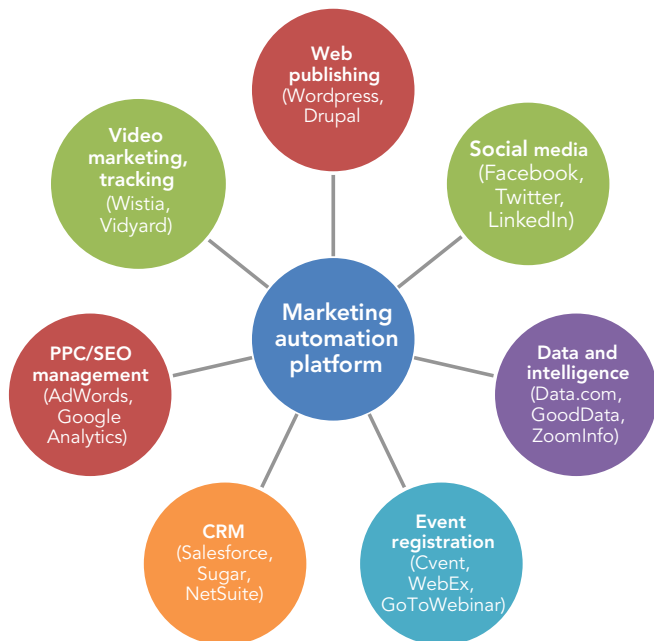 Web
publishing
(Wordpress,
Drupal
Social media
(Facebook,
Twitter,
LinkedIn)
Data and
intelligence
(Data.com,
GoodData,
ZoomInfo)
Event
registration
(Cvent,
WebEx,
GoToWebinar)
CRM
(Salesforce,
Sugar,
NetSuite)
PPC/SEO
management
(AdWords,
Google
Analytics)
Video
marketing,
tracking
(Wistia,
Vidyard)
Marketing
automation
platform